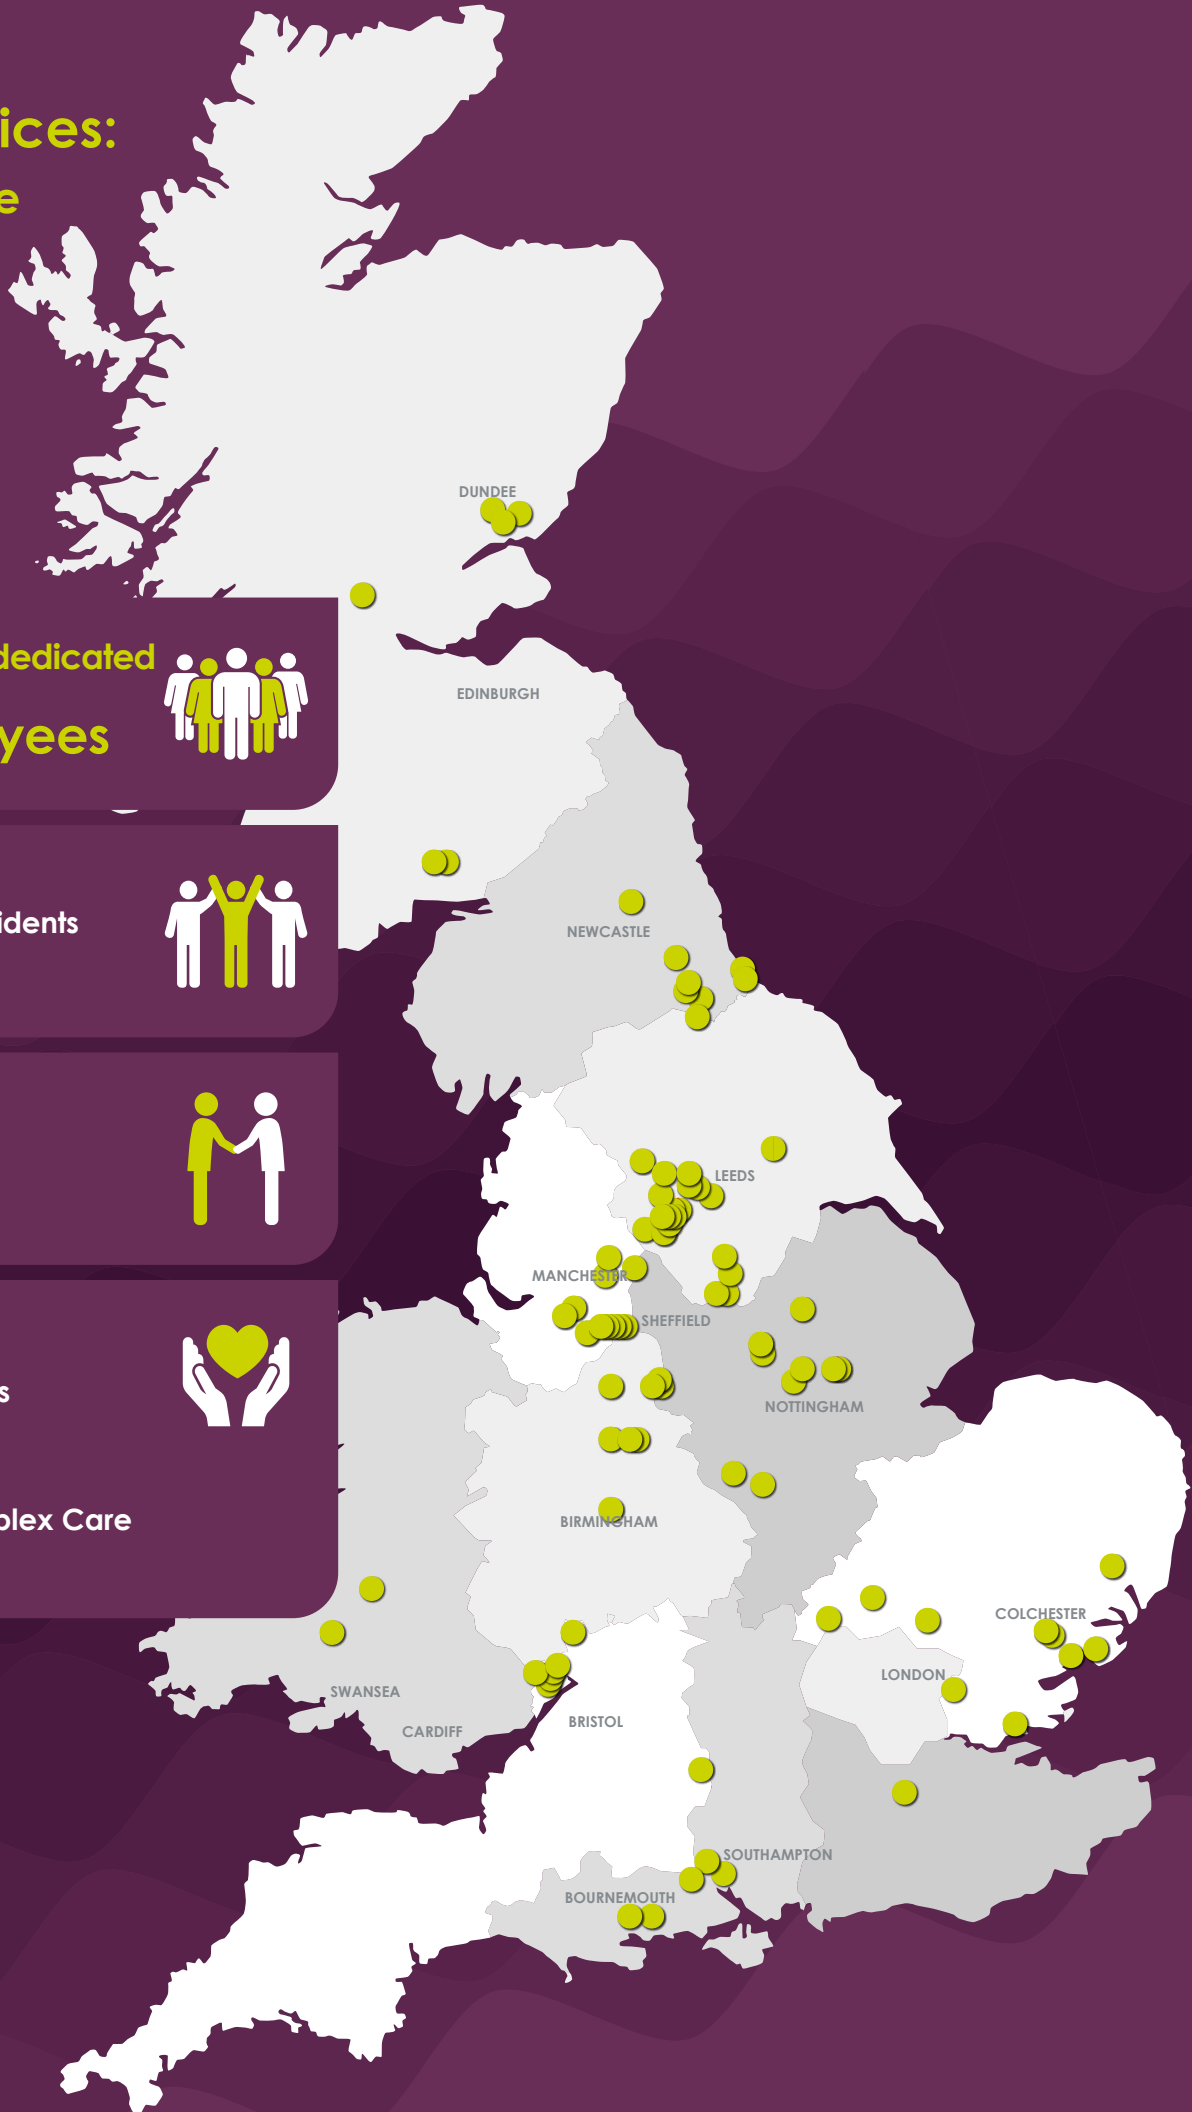 ices:
e
DUNDEE
dedicated
yees
EDINBURGH
idents
NEWCASTLE
LEEDS
MANCHESTER
SHEFFIELD
s
NOTTINGHAM
plex Care
BIRMINGHAM
COLCHESTER
LONDON
SWANSEA
CARDIFF
BRISTOL
SOUTHAMPTON
BOURNEMOUTH